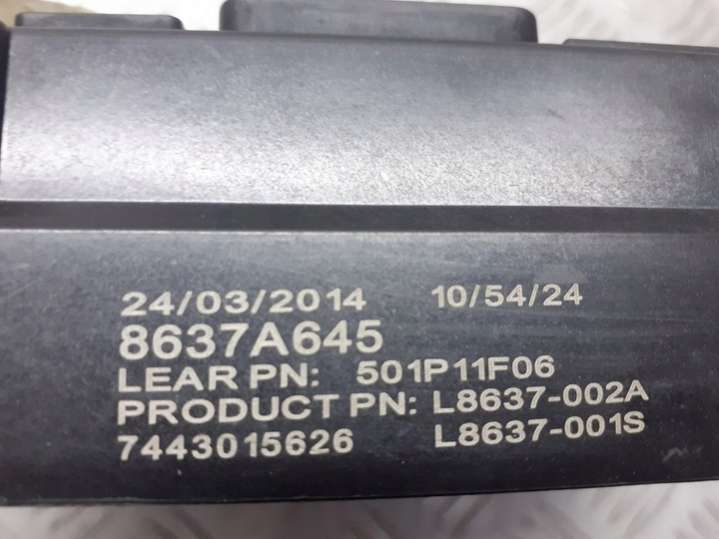 24/03/2014 10/54/24
8637A645
LEAR PN: 501P11F06
PRODUCT PN: L8637-002A
7443015626 L8637-001S